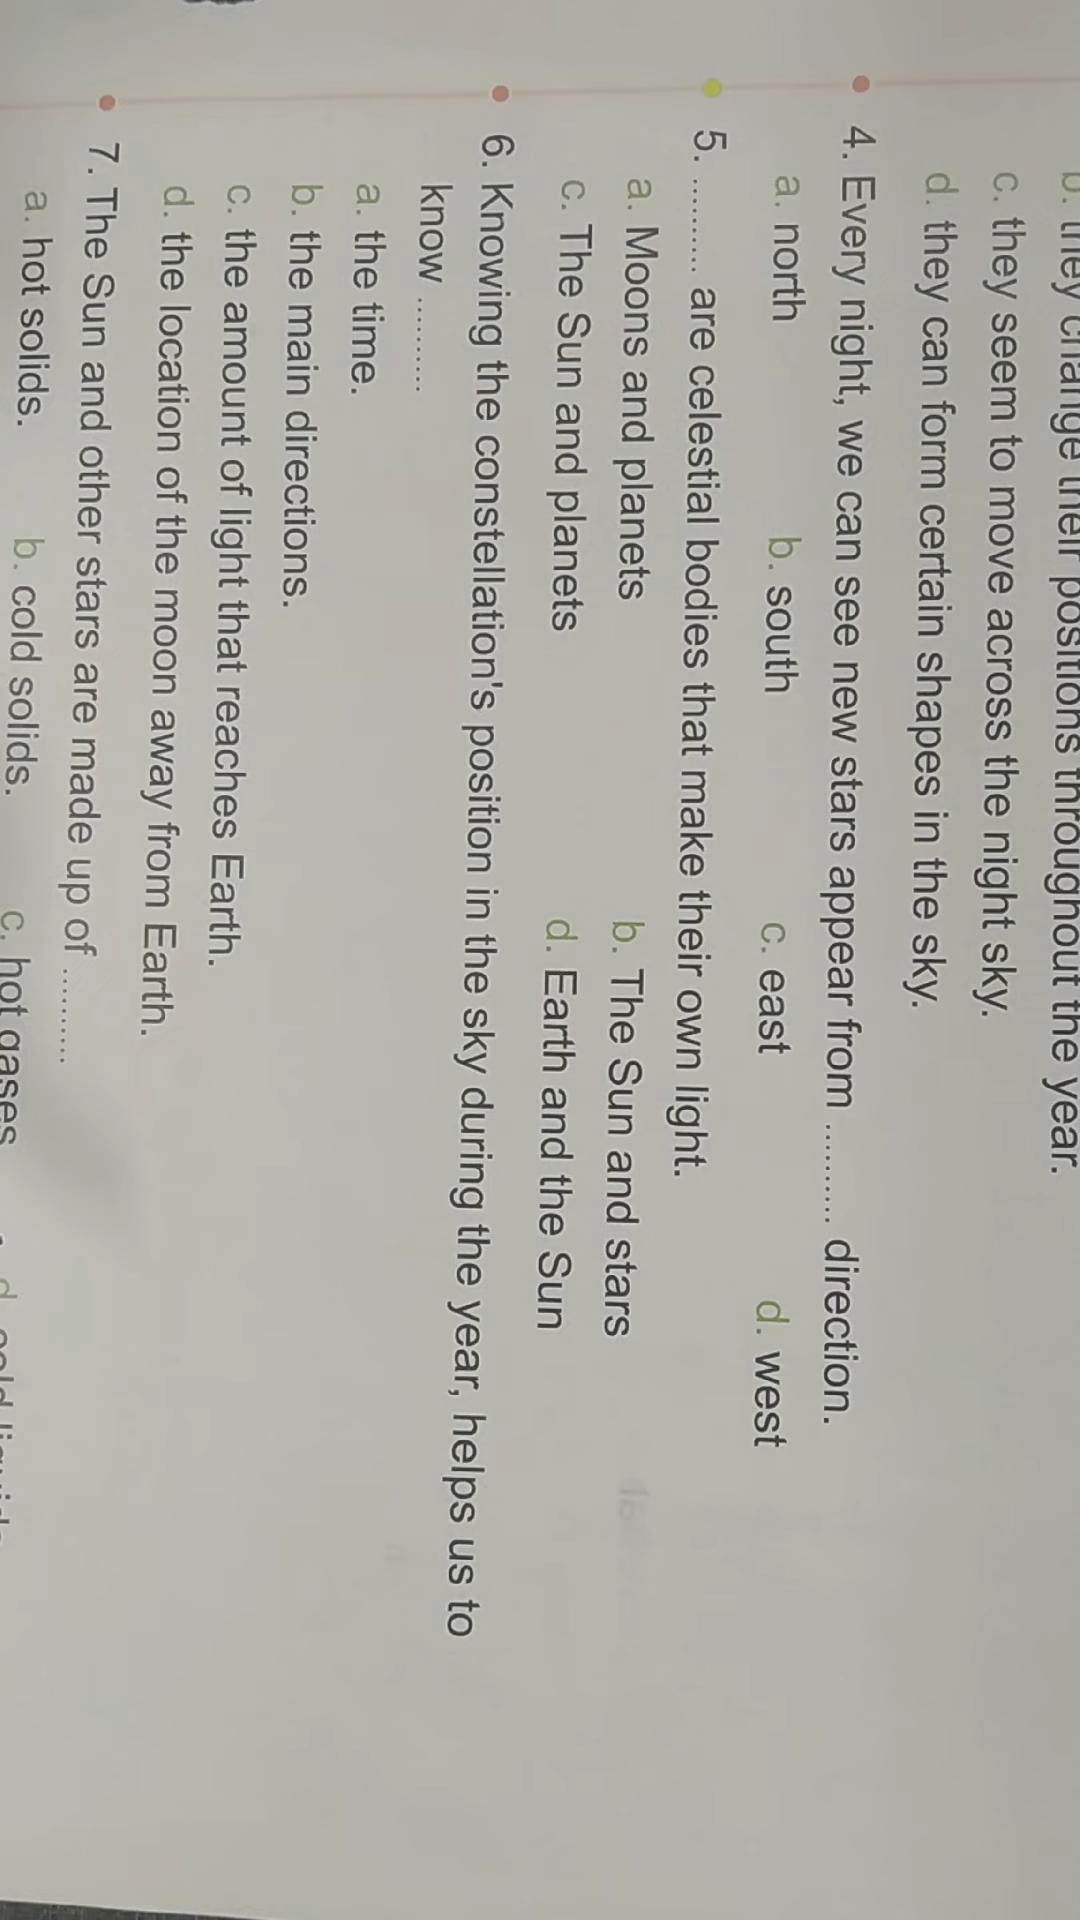 b. they change their positions throughout the year.
c. they seem to move across the night sky.
d. they can form certain shapes in the sky.
4. Every night, we can see new stars appear from .......... direction.
a. north b. south c. east d. west
5. ......... are celestial bodies that make their own light.
a. Moons and planets b. The Sun and stars
c. The Sun and planets d. Earth and the Sun
6. Knowing the constellation's position in the sky during the year, helps us to
know .........
a. the time.
b. the main directions.
c. the amount of light that reaches Earth.
d. the location of the moon away from Earth.
7. The Sun and other stars are made up of .........
a. hot solids. b. cold solids. c. hot gases d. cold